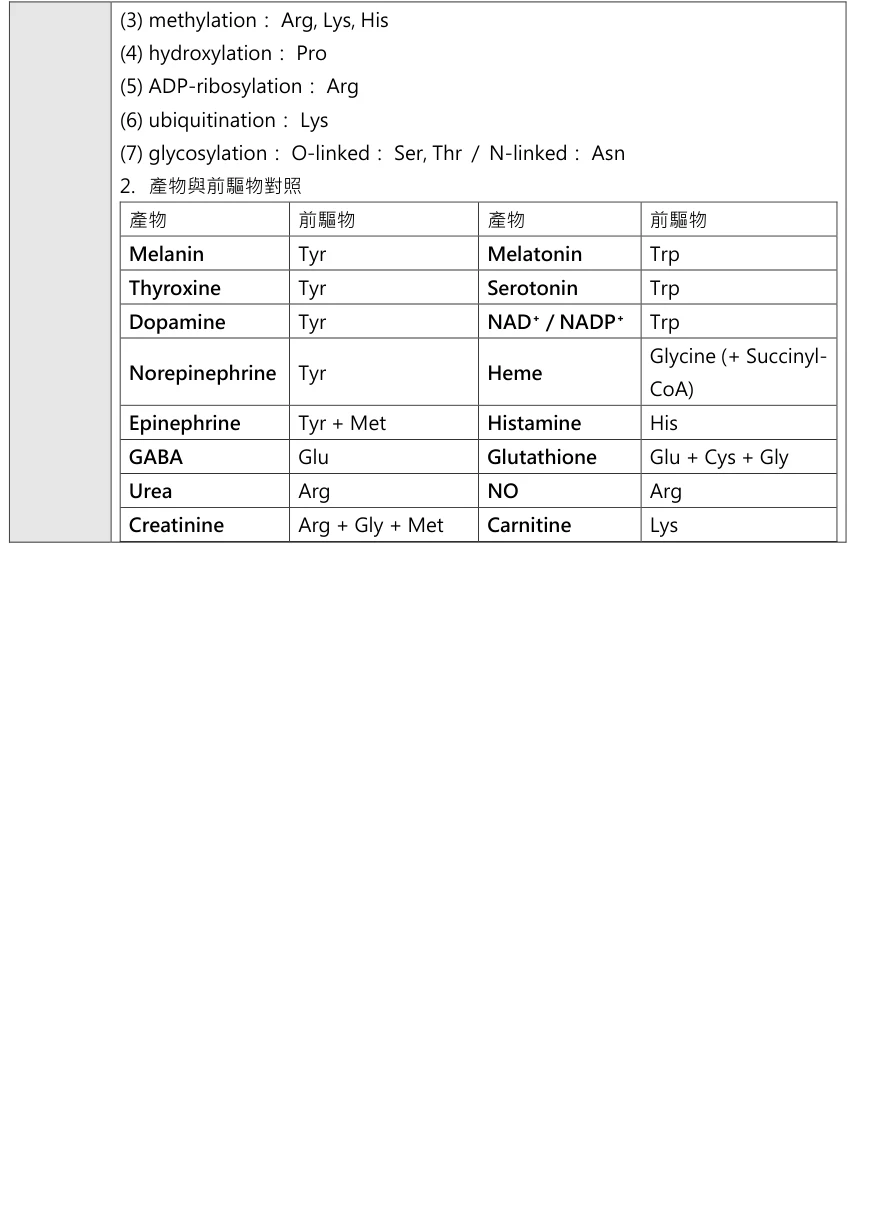 (3) methylation： Arg, Lys, His
(4) hydroxylation： Pro
(5) ADP-ribosylation： Arg
(6) ubiquitination： Lys
(7) glycosylation： O-linked： Ser, Thr / N-linked： Asn
2. 產物與前驅物對照
產物 前驅物 產物 前驅物
Melanin Tyr Melatonin Trp
Thyroxine Tyr Serotonin Trp
Dopamine Tyr NAD⁺ / NADP⁺ Trp
Norepinephrine Tyr Heme Glycine (+ Succinyl-
CoA)
Epinephrine Tyr + Met Histamine His
GABA Glu Glutathione Glu + Cys + Gly
Urea Arg NO Arg
Creatinine Arg + Gly + Met Carnitine Lys